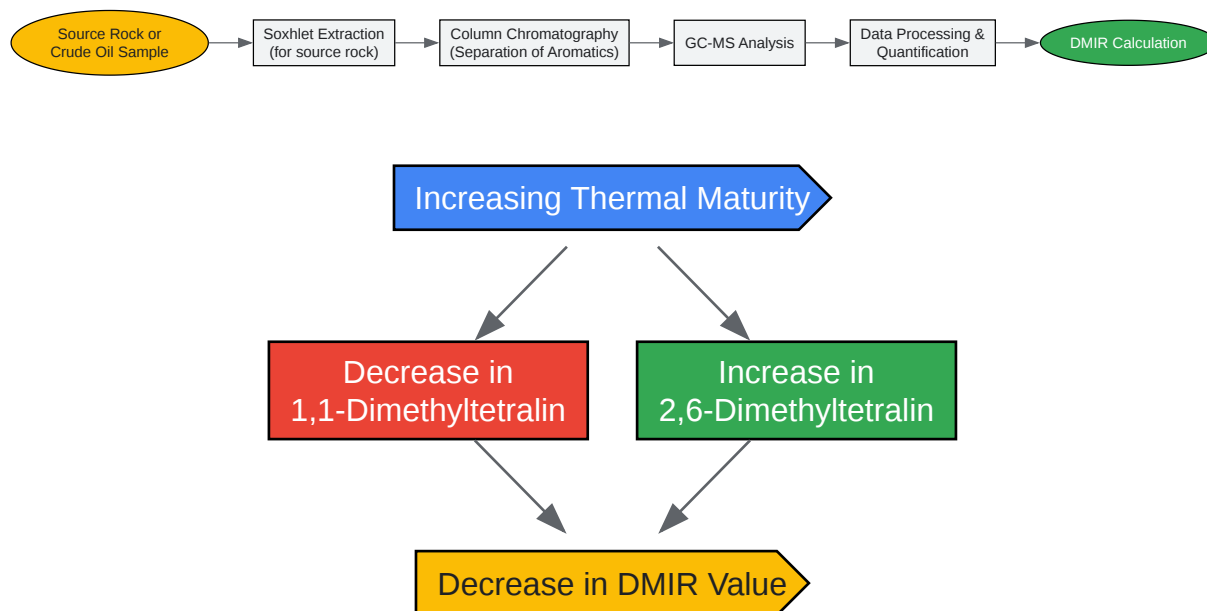 Source Rock or
Crude Oil Sample
Soxhlet Extraction
(for source rock)
Column Chromatography
(Separation of Aromatics)
GC-MS Analysis
Data Processing &
Quantification
DMIR Calculation
Increasing Thermal Maturity
Decrease in
1,1-Dimethyltetralin
Increase in
2,6-Dimethyltetralin
Decrease in DMIR Value